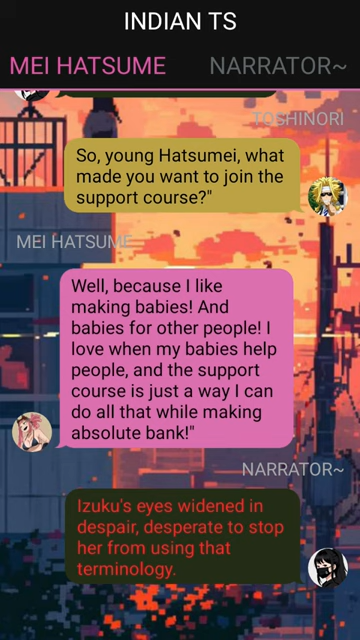 INDIAN TS
MEI HATSUME NARRATOR~
TOSHINORI
So, young Hatsumei, what
made you want to join the
support course?"
MEI HATSUME
Well, because I like
making babies! And
babies for other people! I
love when my babies help
people, and the support
course is just a way I can
do all that while making
absolute bank!"
NARRATOR~
Izuku's eyes widened in
despair, desperate to stop
her from using that
terminology.